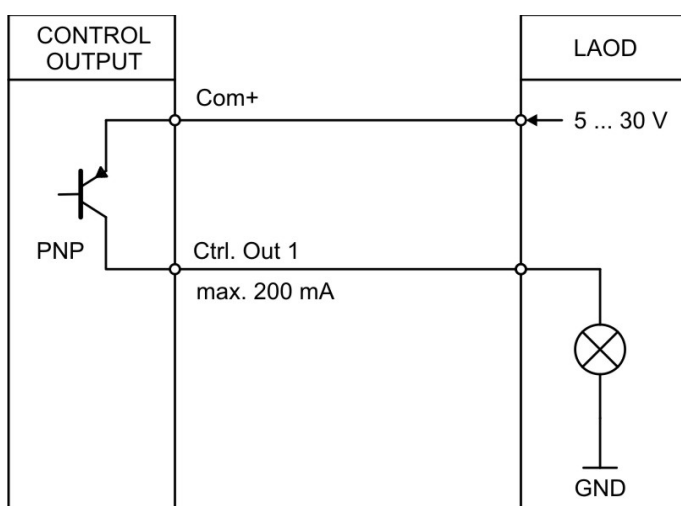 CONTROL
OUTPUT
LAOD
Com+
5 ... 30 V
PNP
Ctrl. Out 1
max. 200 mA
GND